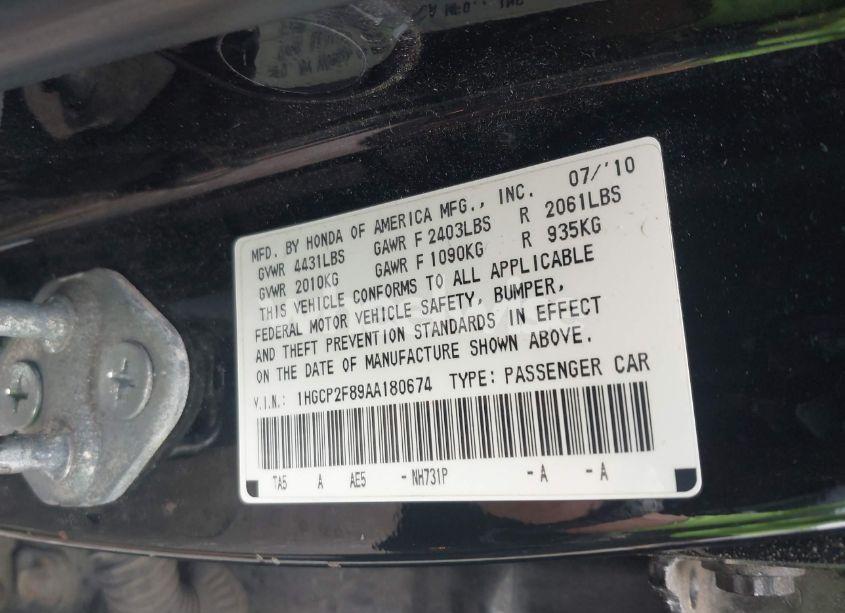 MFD. BY HONDA OF AMERICA MFG., INC. 07/'10
GVWR 4431LBS GAWR F 2403LBS R 2061LBS
GVWR 2010KG GAWR F 1090KG R 935KG
THIS VEHICLE CONFORMS TO ALL APPLICABLE
FEDERAL MOTOR VEHICLE SAFETY, BUMPER,
AND THEFT PREVENTION STANDARDS IN EFFECT
ON THE DATE OF MANUFACTURE SHOWN ABOVE.
V.I.N.: 1HGCP2F89AA180674 TYPE: PASSENGER CAR
TA5 A AE5 - NH731P - A - A